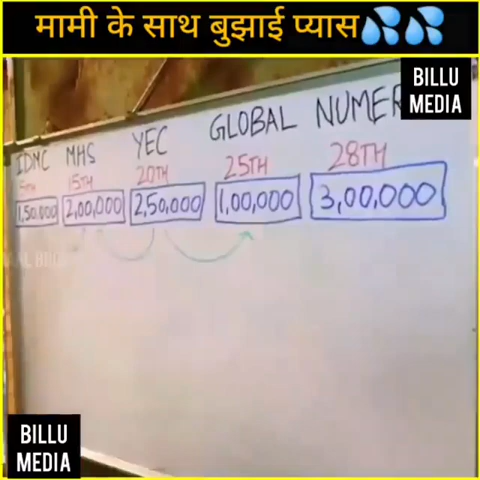 मामी के साथ बुझाई प्यास💦💦
BILLU
MEDIA
IDMC MHS YEC GLOBAL NUMER
5TH 15TH 20TH 25TH 28TH
1,50,000 2,00,000 2,50,000 1,00,000 3,00,000
BILLU
MEDIA